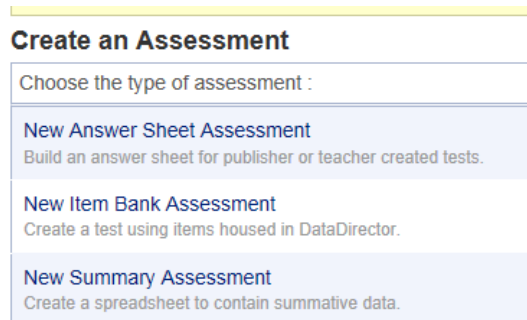 Create an Assessment
Choose the type of assessment :
New Answer Sheet Assessment
Build an answer sheet for publisher or teacher created tests.
New Item Bank Assessment
Create a test using items housed in DataDirector.
New Summary Assessment
Create a spreadsheet to contain summative data.